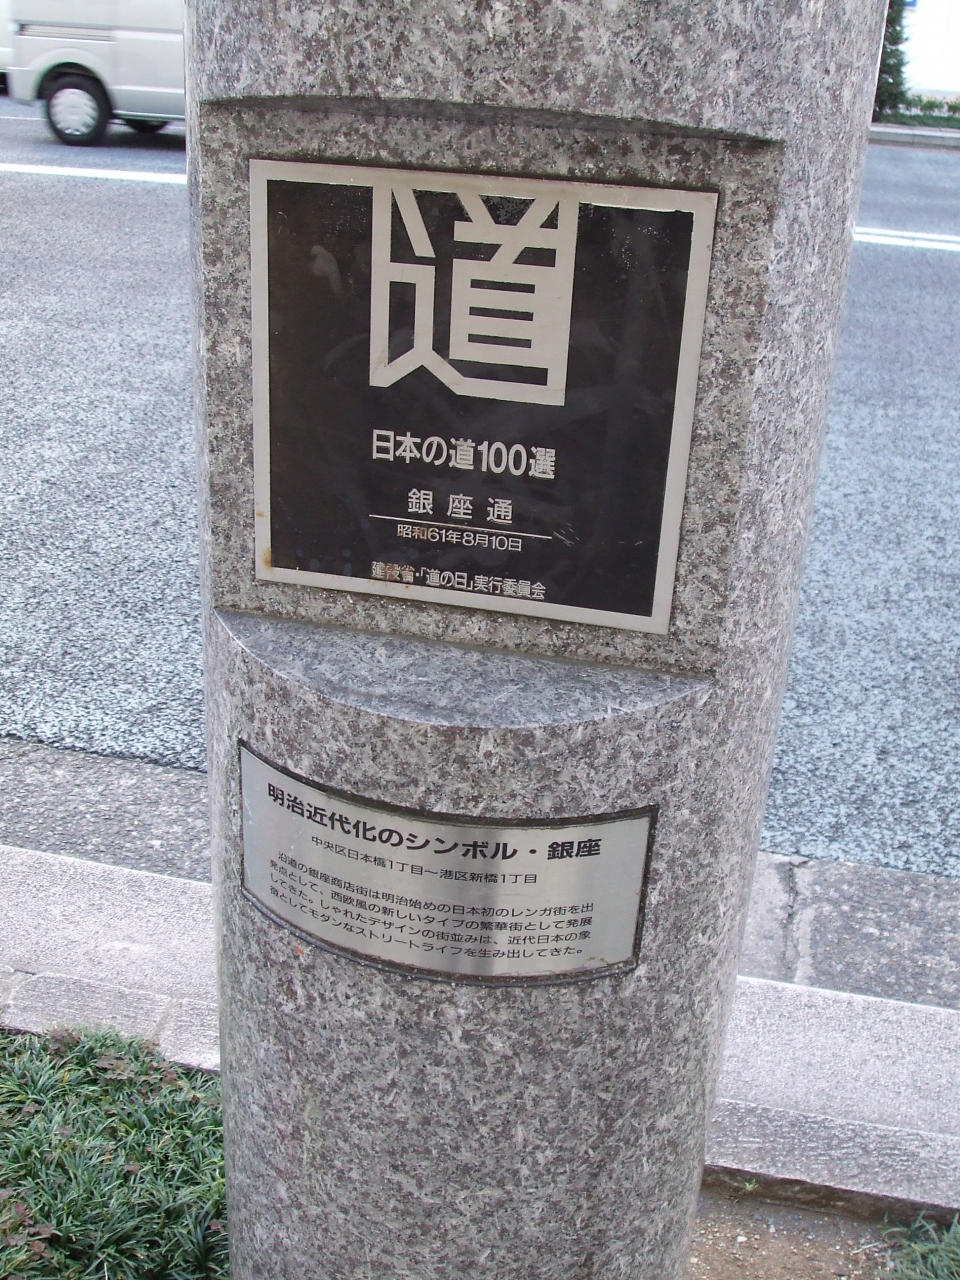 道
日本の道100選
銀座通
昭和61年8月10日
建設省・「道の日」実行委員会
明治近代化のシンボル・銀座
中央区日本橋1丁目〜港区新橋1丁目
沿道の銀座商店街は明治始めの日本初のレンガ街を出
発点として、西欧風の新しいタイプの繁華街として発展
してきた。しゃれたデザインの街並みは、近代日本の象
徴としてモダンなストリートライフを生み出してきた。